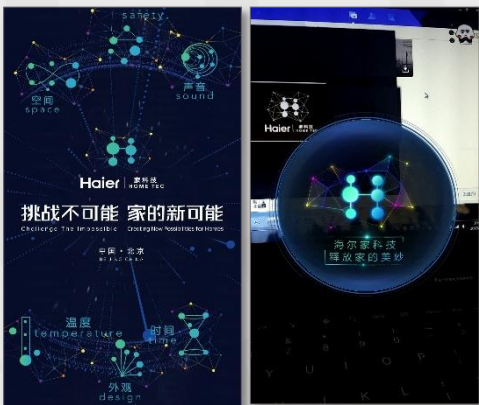 safety
空间
space
声音
sound
Haier
家科技
HOME TEC
挑战不可能 家的新可能
Challenge The Impossible Creating New Possibilities for Homes
中国·北京
BEIJING CHINA
温度
temperature
时间
time
外观
design
Haier
海尔家科技
释放家的美妙
Y U I O P
K L